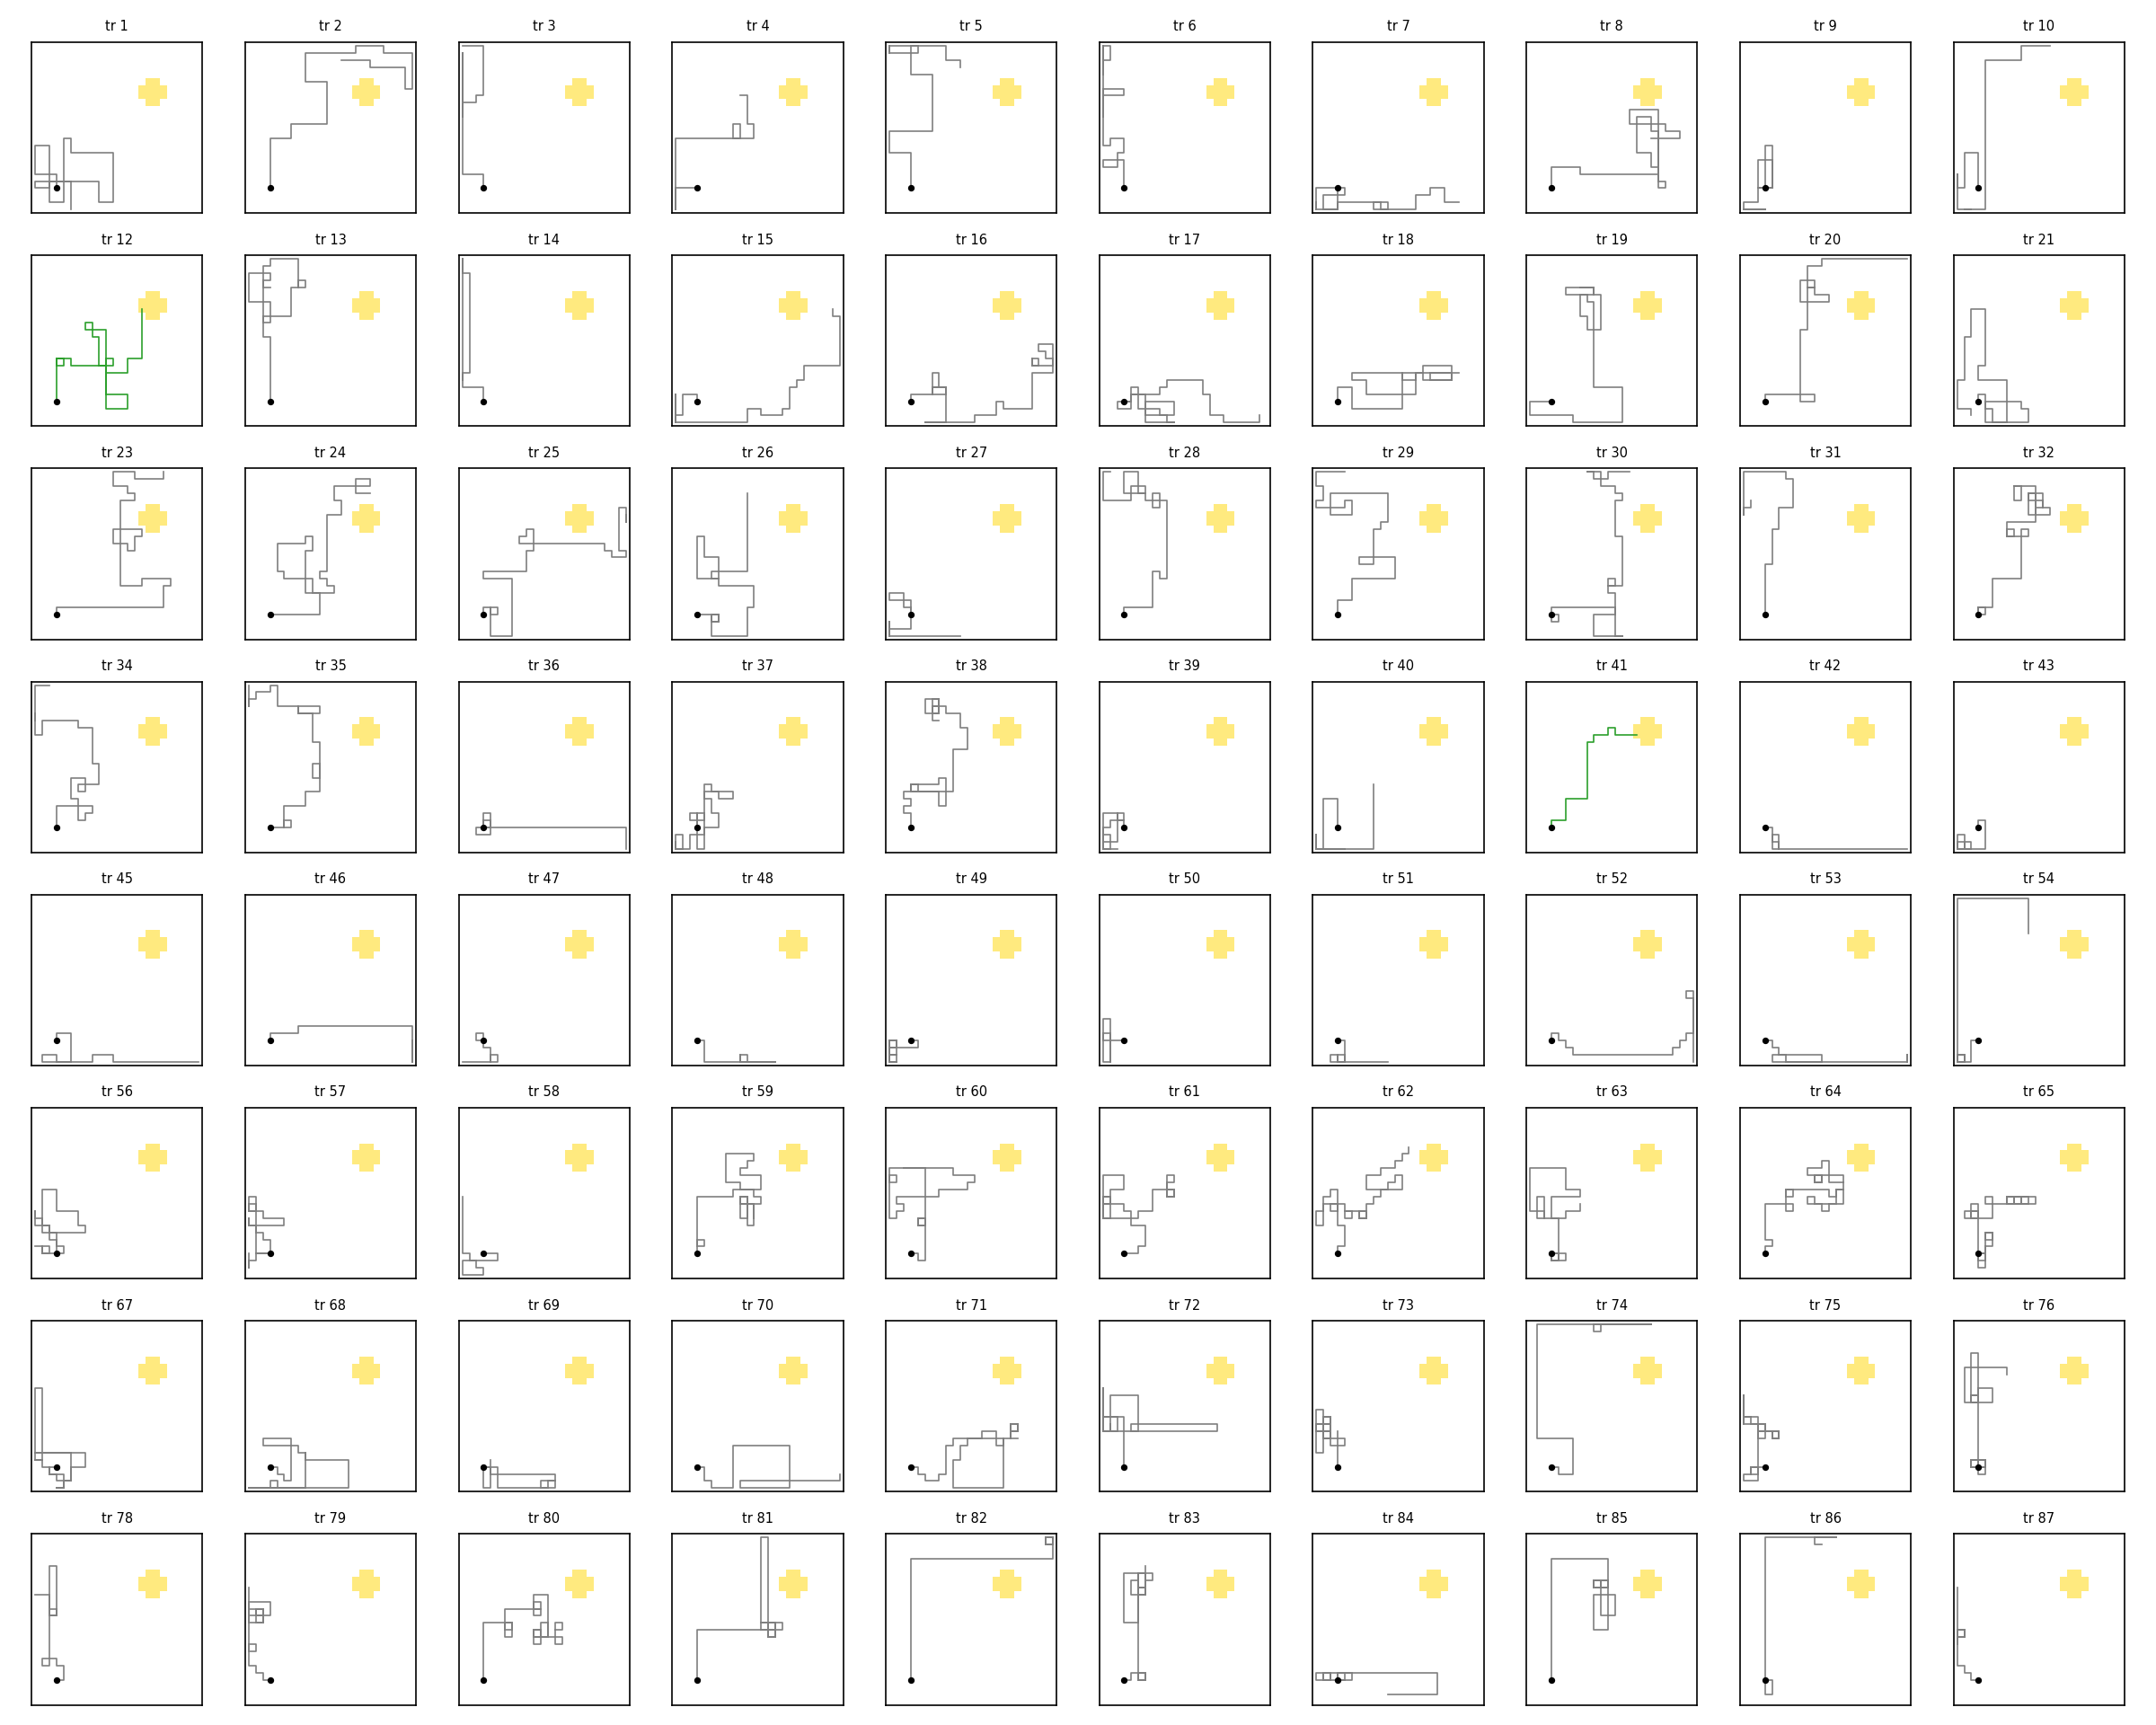 tr 1 tr 2 tr 3 tr 4 tr 5 tr 6 tr 7 tr 8 tr 9 tr 10
tr 12 tr 13 tr 14 tr 15 tr 16 tr 17 tr 18 tr 19 tr 20 tr 21
tr 23 tr 24 tr 25 tr 26 tr 27 tr 28 tr 29 tr 30 tr 31 tr 32
tr 34 tr 35 tr 36 tr 37 tr 38 tr 39 tr 40 tr 41 tr 42 tr 43
tr 45 tr 46 tr 47 tr 48 tr 49 tr 50 tr 51 tr 52 tr 53 tr 54
tr 56 tr 57 tr 58 tr 59 tr 60 tr 61 tr 62 tr 63 tr 64 tr 65
tr 67 tr 68 tr 69 tr 70 tr 71 tr 72 tr 73 tr 74 tr 75 tr 76
tr 78 tr 79 tr 80 tr 81 tr 82 tr 83 tr 84 tr 85 tr 86 tr 87